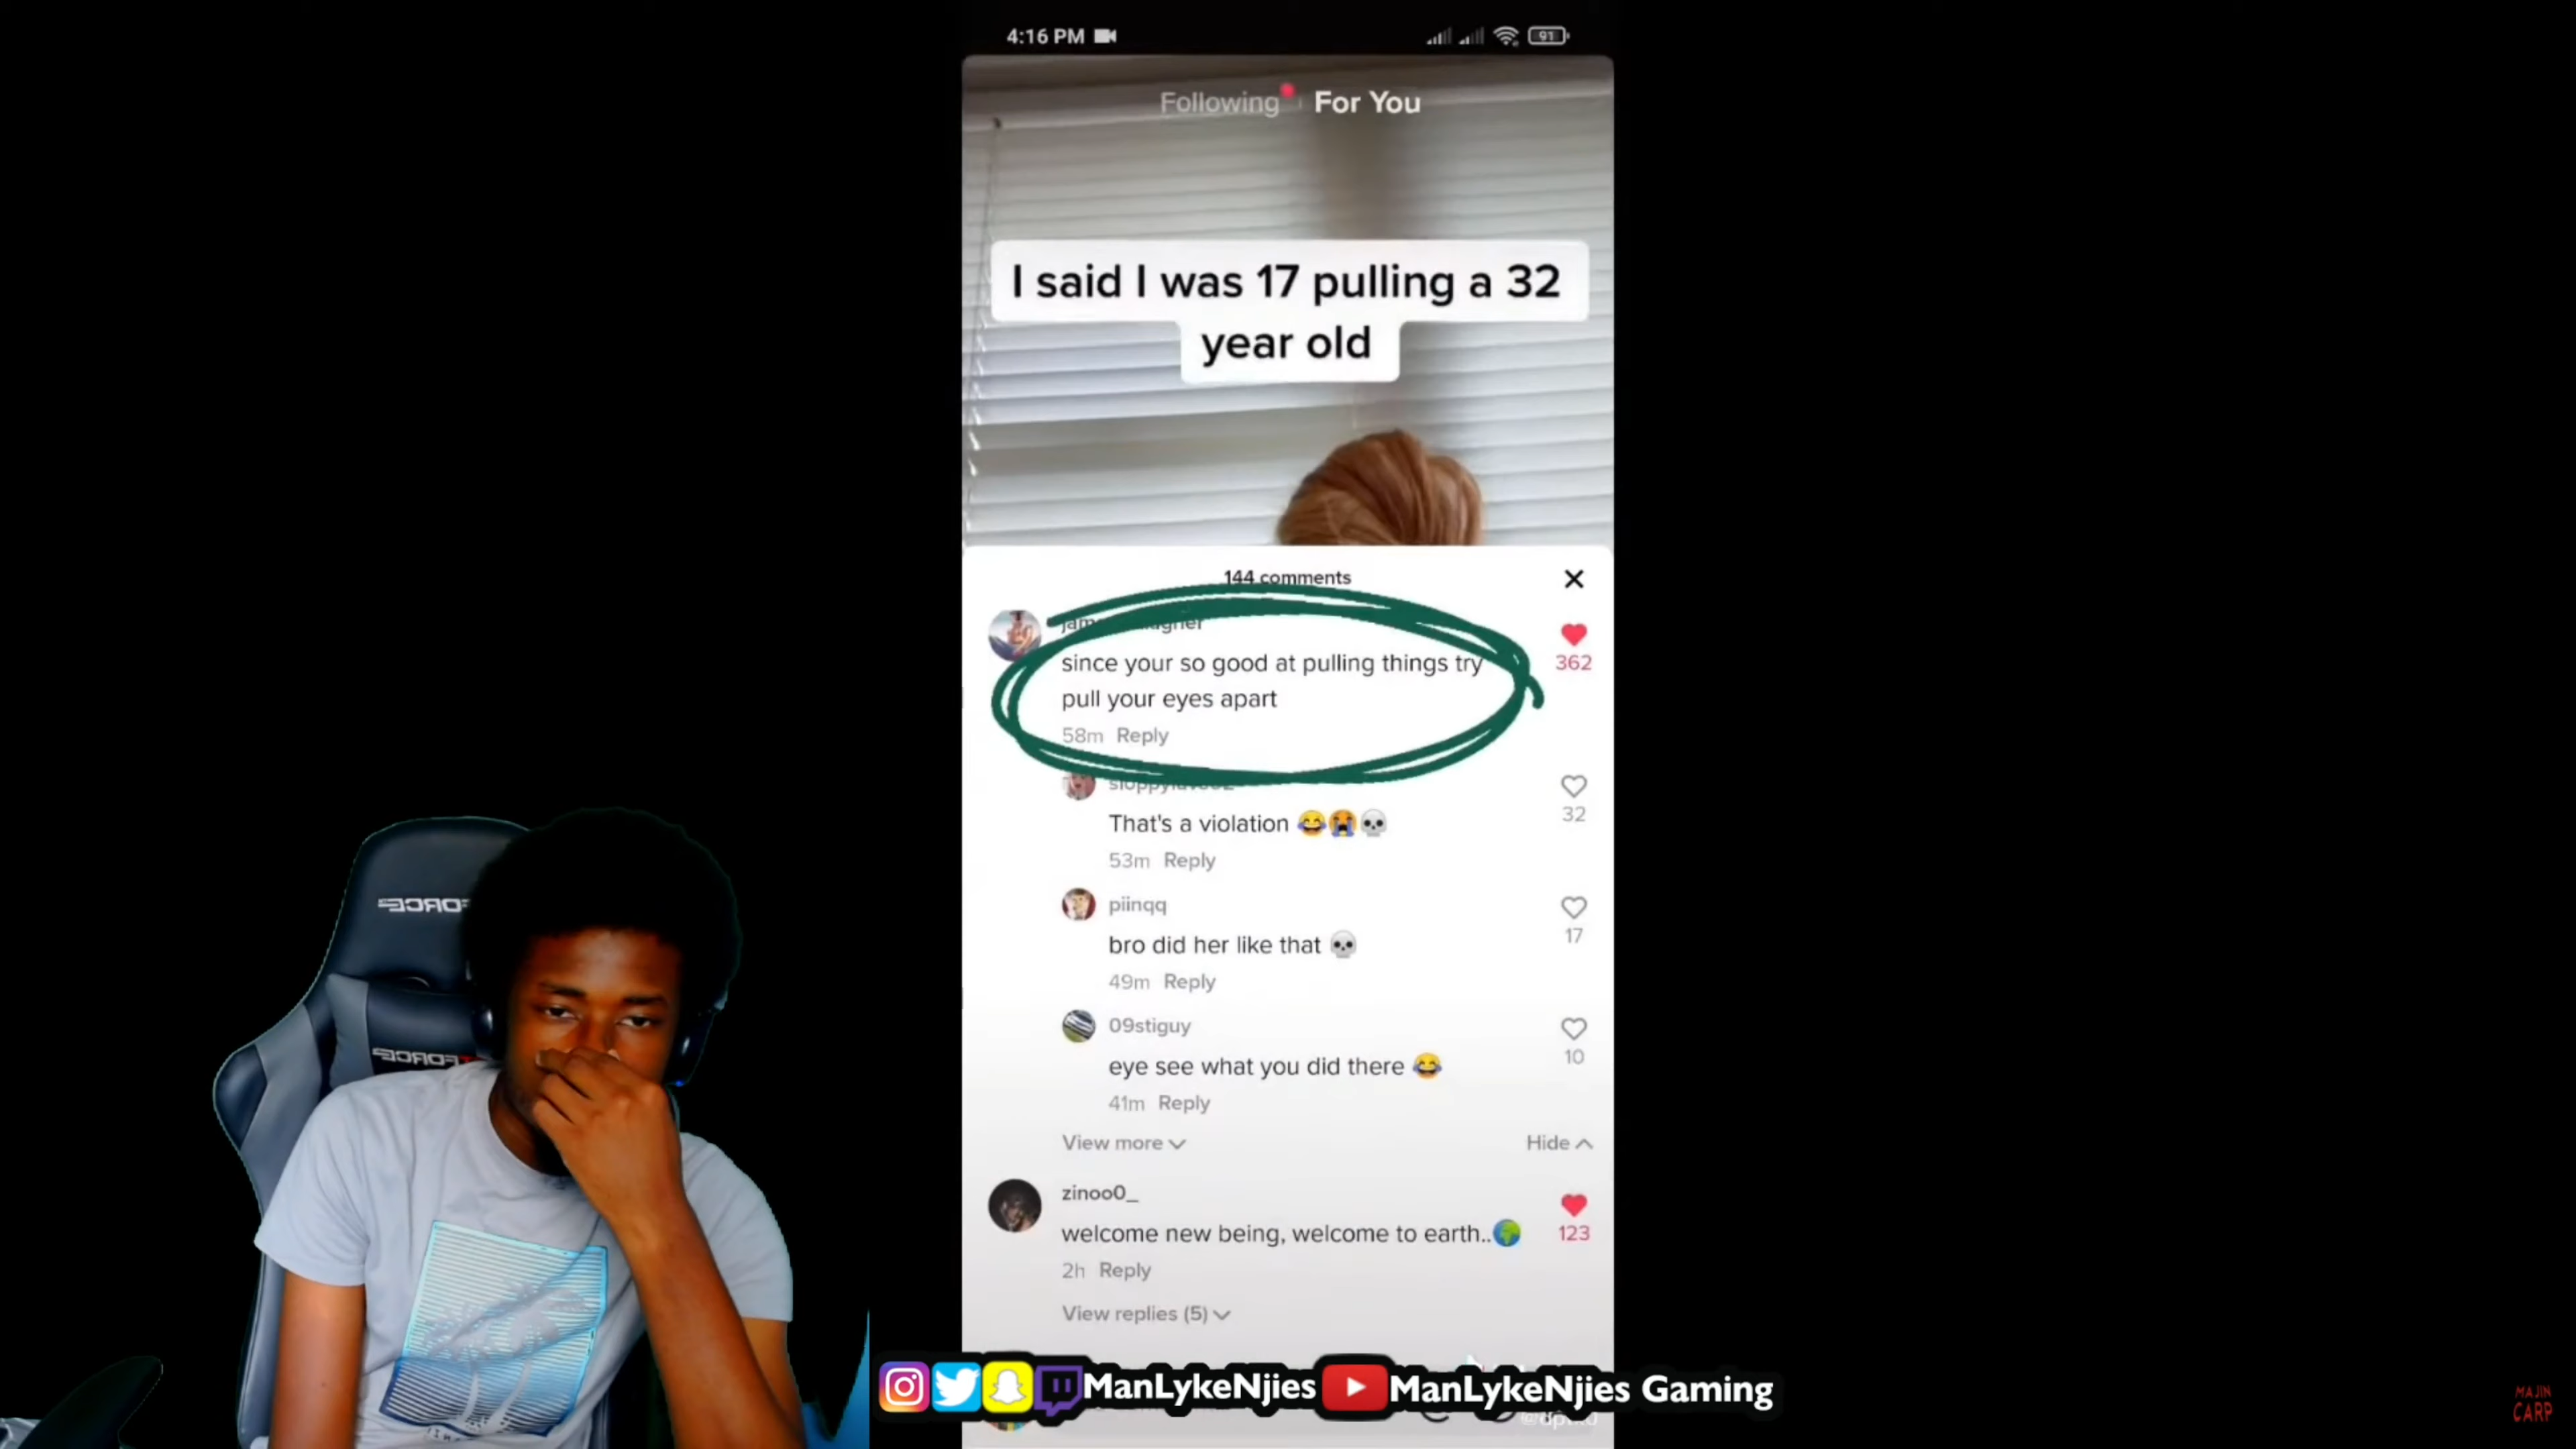 4:16 PM
91
Following For You
I said I was 17 pulling a 32
year old
144 comments
since your so good at pulling things try
pull your eyes apart
58m Reply
362
32
That's a violation 😂😭💀
53m Reply
piinqq
bro did her like that 💀
49m Reply
17
09stiguy
eye see what you did there 😂
41m Reply
10
View more
Hide
zinoo0_
welcome new being, welcome to earth..🌍
2h Reply
123
View replies (5)
ManLykeNjies ManLykeNjies Gaming
MAJIN
CARP